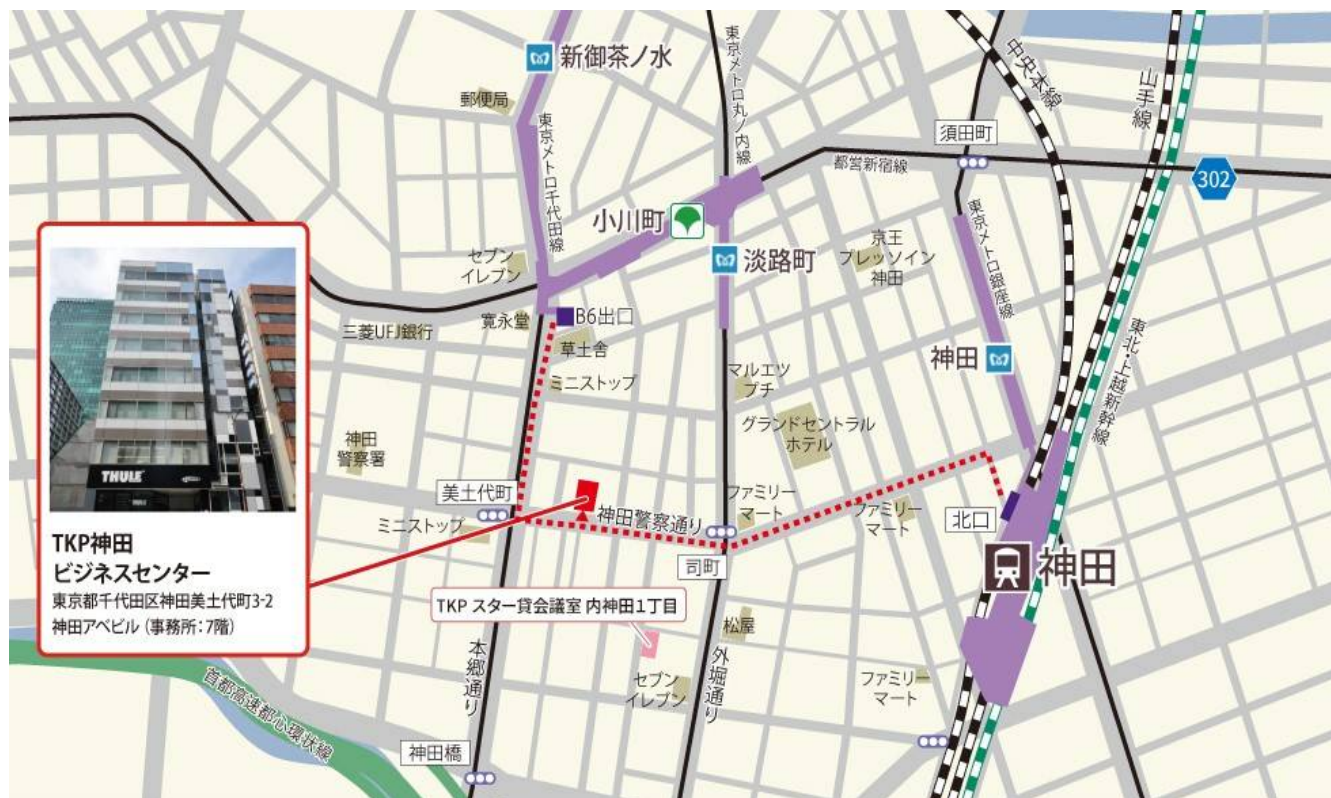 新御茶ノ水
郵便局
東京メトロ千代田線
東京メトロ丸ノ内線
中央本線
山手線
須田町
都営新宿線
302
小川町
淡路町
セブン
イレブン
京王
プレッソイン
神田
東京メトロ銀座線
B6出口
寛永堂
三菱UFJ銀行
草土舎
ミニストップ
マルエツ
プチ
神田
東北・上越新幹線
グランドセントラル
ホテル
神田
警察署
美土代町
ミニストップ
神田警察通り
ファミリー
マート
ファミリー
マート
北口
司町
神田
THULE
TKP神田
ビジネスセンター
東京都千代田区神田美土代町3-2
神田アベビル (事務所:7階)
TKP スター貸会議室 内神田1丁目
松屋
本郷通り
外堀通り
セブン
イレブン
ファミリー
マート
首都高速都心環状線
神田橋